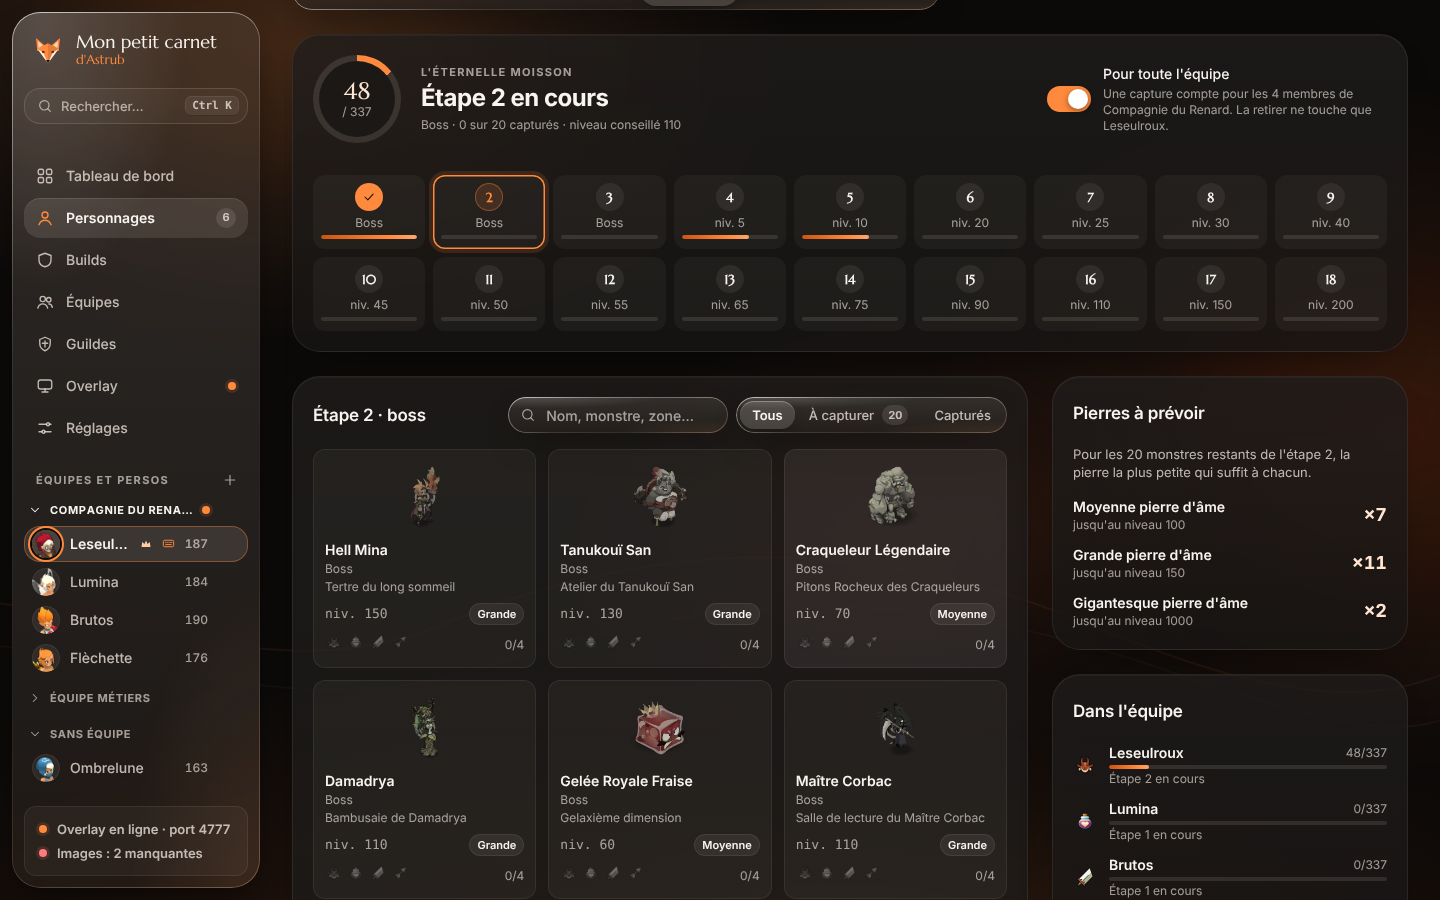 Mon petit carnet
d'Astrub
Rechercher...
Ctrl K
Tableau de bord
Personnages
6
Builds
Équipes
Guildes
Overlay
Réglages
ÉQUIPES ET PERSOS
COMPAGNIE DU RENA...
Leseul...
187
Lumina
184
Brutos
190
Flèchette
176
ÉQUIPE MÉTIERS
SANS ÉQUIPE
Ombrelune
163
Overlay en ligne · port 4777
Images : 2 manquantes
48
/ 337
L'ÉTERNELLE MOISSON
Étape 2 en cours
Boss · 0 sur 20 capturés · niveau conseillé 110
Pour toute l'équipe
Une capture compte pour les 4 membres de
Compagnie du Renard. La retirer ne touche que
Leseulroux.
Boss
2
Boss
3
Boss
4
niv. 5
5
niv. 10
6
niv. 20
7
niv. 25
8
niv. 30
9
niv. 40
10
niv. 45
11
niv. 50
12
niv. 55
13
niv. 65
14
niv. 75
15
niv. 90
16
niv. 110
17
niv. 150
18
niv. 200
Étape 2 · boss
Nom, monstre, zone...
Tous
À capturer
20
Capturés
Hell Mina
Boss
Tertre du long sommeil
niv. 150
Grande
0/4
Tanukouï San
Boss
Atelier du Tanukouï San
niv. 130
Grande
0/4
Craqueleur Légendaire
Boss
Pitons Rocheux des Craqueleurs
niv. 70
Moyenne
0/4
Damadrya
Boss
Bambusaie de Damadrya
niv. 110
Grande
0/4
Gelée Royale Fraise
Boss
Gelaxième dimension
niv. 60
Moyenne
0/4
Maître Corbac
Boss
Salle de lecture du Maître Corbac
niv. 110
Grande
0/4
Pierres à prévoir
Pour les 20 monstres restants de l'étape 2, la
pierre la plus petite qui suffit à chacun.
Moyenne pierre d'âme
jusqu'au niveau 100
×7
Grande pierre d'âme
jusqu'au niveau 150
×11
Gigantesque pierre d'âme
jusqu'au niveau 1000
×2
Dans l'équipe
Leseulroux
48/337
Étape 2 en cours
Lumina
0/337
Étape 1 en cours
Brutos
0/337
Étape 1 en cours